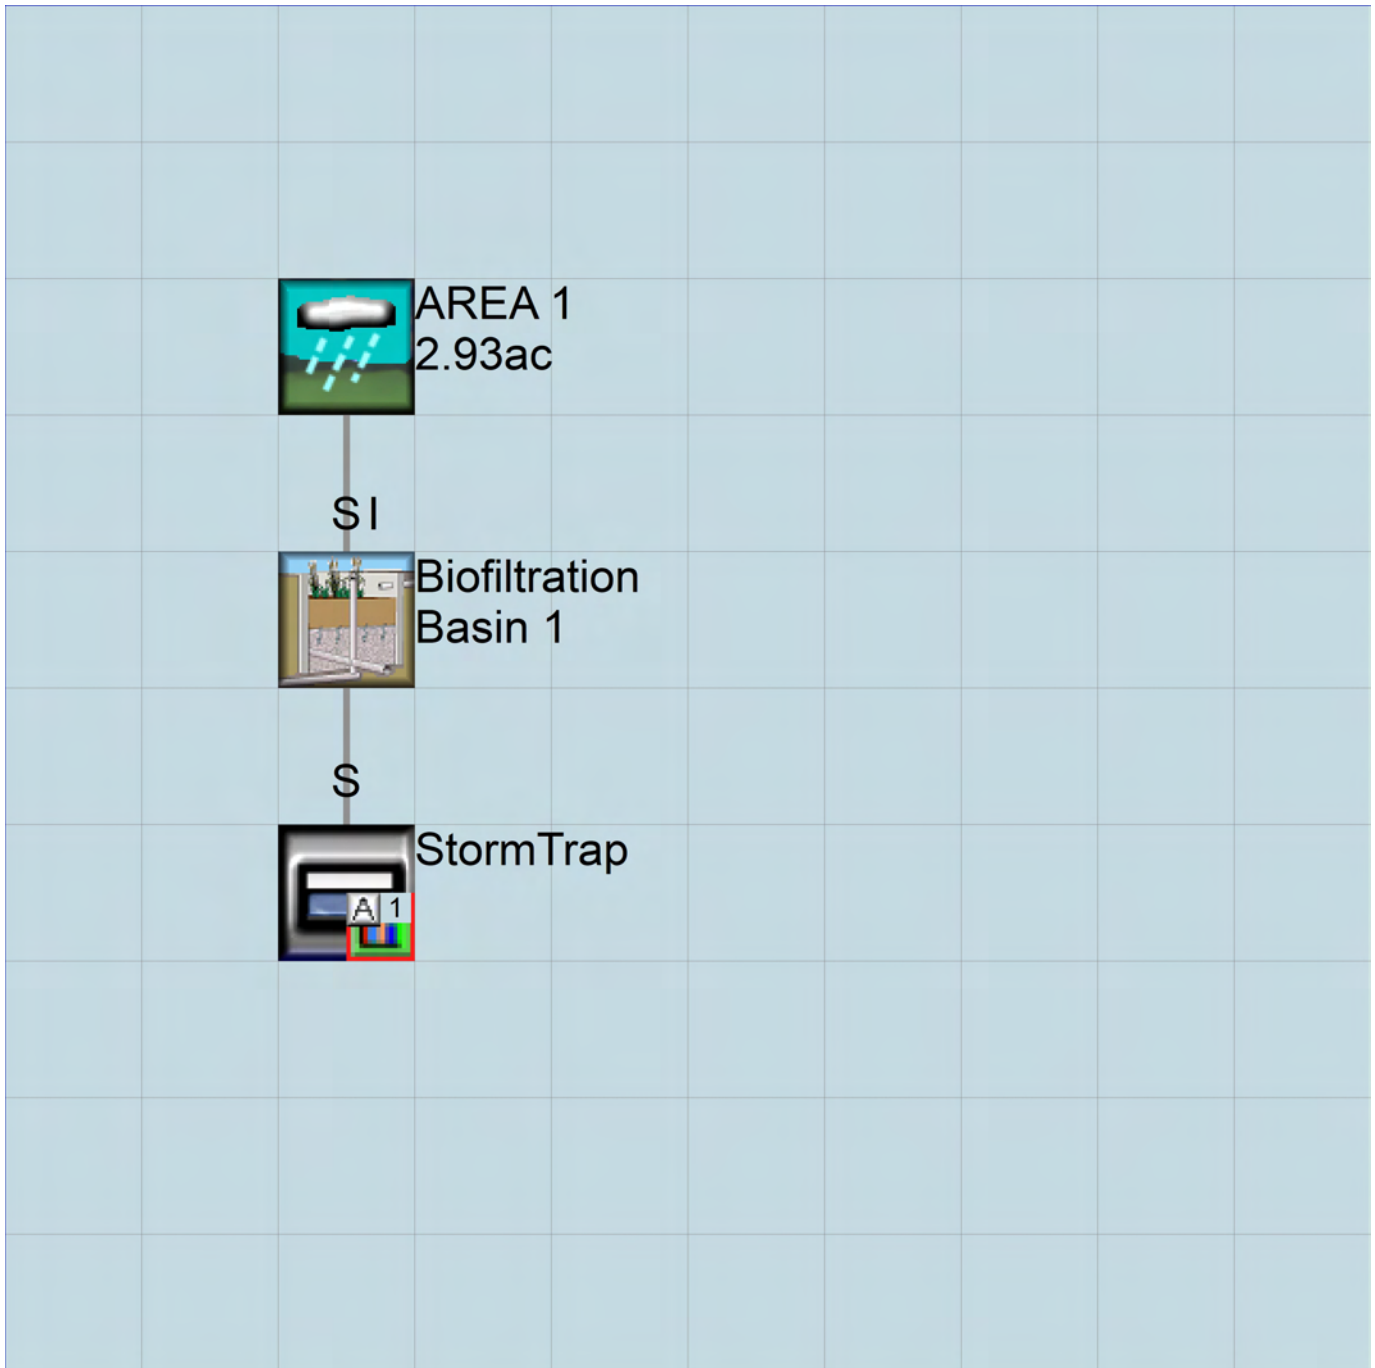 AREA 1
2.93ac
S I
Biofiltration
Basin 1
S
StormTrap
A 1